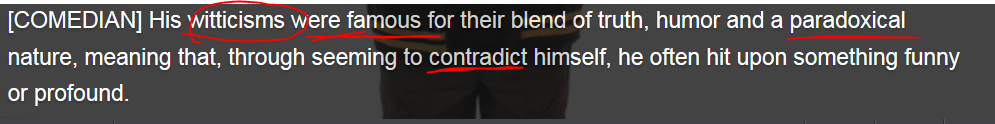 [COMEDIAN] His witticisms were famous for their blend of truth, humor and a paradoxical
nature, meaning that, through seeming to contradict himself, he often hit upon something funny
or profound.